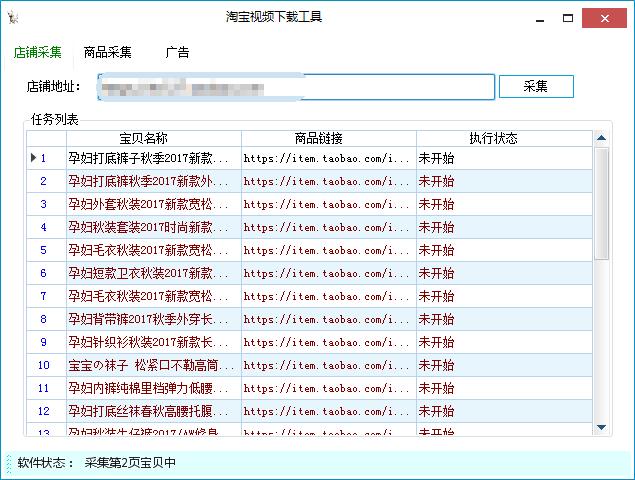 淘宝视频下载工具
店铺采集 商品采集 广告
店铺地址： 采集
任务列表
宝贝名称 商品链接 执行状态
1 孕妇打底裤子秋季2017新款... https://item.taobao.com/i... 未开始
2 孕妇打底裤秋季2017新款外... https://item.taobao.com/i... 未开始
3 孕妇外套秋装2017新款宽松... https://item.taobao.com/i... 未开始
4 孕妇秋装套装2017时尚新款... https://item.taobao.com/i... 未开始
5 孕妇毛衣秋装2017新款宽松... https://item.taobao.com/i... 未开始
6 孕妇短款卫衣秋装2017新款... https://item.taobao.com/i... 未开始
7 孕妇毛衣秋装2017新款宽松... https://item.taobao.com/i... 未开始
8 孕妇背带裤2017秋季外穿长... https://item.taobao.com/i... 未开始
9 孕妇针织衫秋装2017新款长... https://item.taobao.com/i... 未开始
10 宝宝の袜子 松紧口不勒高筒... https://item.taobao.com/i... 未开始
11 孕妇内裤纯棉里档弹力低腰... https://item.taobao.com/i... 未开始
12 孕妇打底丝袜春秋高腰托腹... https://item.taobao.com/i... 未开始
13 孕妇秋装牛仔裤2017/AW修身... https://item.taobao.com/i... 未开始
软件状态： 采集第2页宝贝中